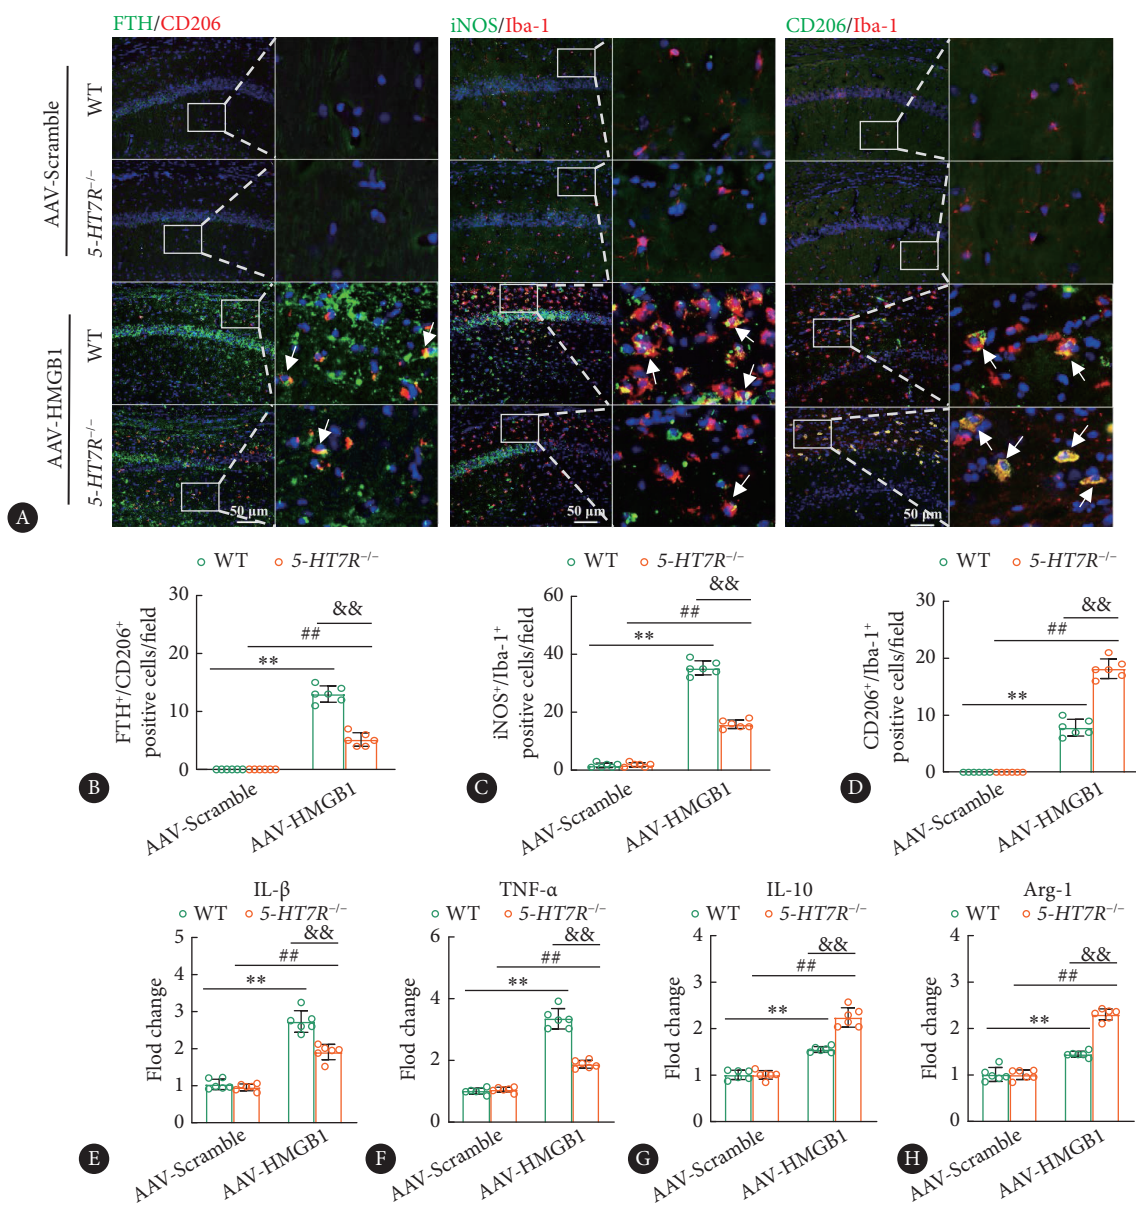 FTH/CD206
iNOS/Iba-1
CD206/Iba-1
AAV-Scramble
WT
5-HT7R−/−
AAV-HMGB1
WT
5-HT7R−/−
50 μm
50 μm
50 μm
A
WT 5-HT7R−/−
FTH+/CD206+
positive cells/field
30
20
10
0
**
##
&&
AAV-Scramble
AAV-HMGB1
B
WT 5-HT7R−/−
iNOS+/Iba-1+
positive cells/field
60
40
20
0
**
##
&&
AAV-Scramble
AAV-HMGB1
C
WT 5-HT7R−/−
CD206+/Iba-1+
positive cells/field
30
20
10
0
**
##
&&
AAV-Scramble
AAV-HMGB1
D
IL-β
WT 5-HT7R−/−
Flod change
5
4
3
2
1
0
**
##
&&
AAV-Scramble
AAV-HMGB1
E
TNF-α
WT 5-HT7R−/−
Flod change
6
4
2
0
**
##
&&
AAV-Scramble
AAV-HMGB1
F
IL-10
WT 5-HT7R−/−
Flod change
4
3
2
1
0
**
##
&&
AAV-Scramble
AAV-HMGB1
G
Arg-1
WT 5-HT7R−/−
Flod change
4
3
2
1
0
**
##
&&
AAV-Scramble
AAV-HMGB1
H